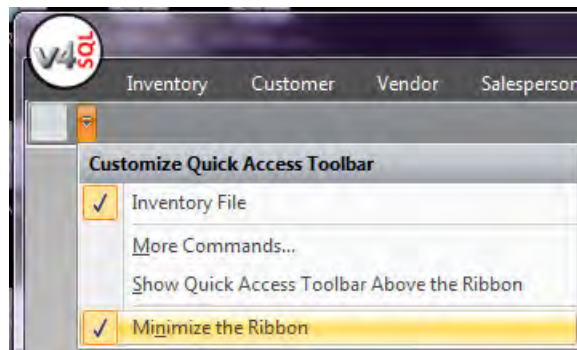 V4 SQL
Inventory Customer Vendor Salesperson
Customize Quick Access Toolbar
Inventory File
More Commands...
Show Quick Access Toolbar Above the Ribbon
Minimize the Ribbon